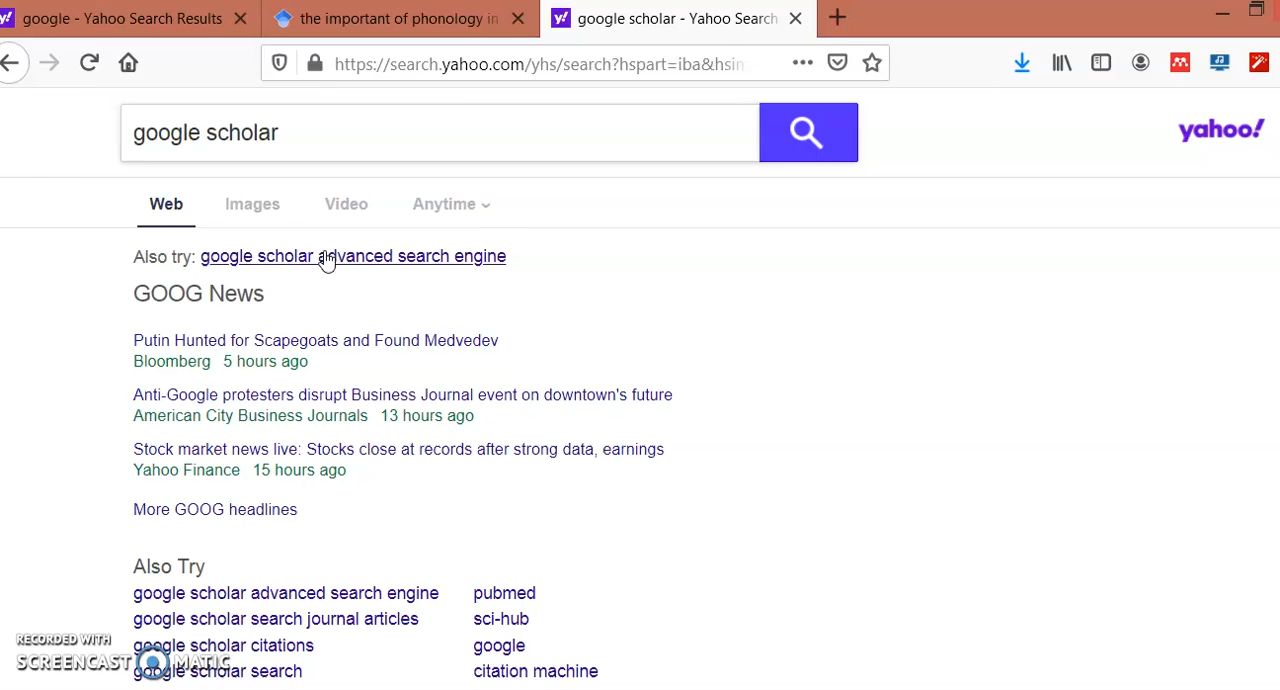 google - Yahoo Search Results
the important of phonology in
google scholar - Yahoo Search
https://search.yahoo.com/yhs/search?hspart=iba&hsim
google scholar
yahoo!
Web Images Video Anytime
Also try: google scholar advanced search engine
GOOG News
Putin Hunted for Scapegoats and Found Medvedev
Bloomberg 5 hours ago
Anti-Google protesters disrupt Business Journal event on downtown's future
American City Business Journals 13 hours ago
Stock market news live: Stocks close at records after strong data, earnings
Yahoo Finance 15 hours ago
More GOOG headlines
Also Try
google scholar advanced search engine pubmed
google scholar search journal articles sci-hub
google scholar citations google
google scholar search citation machine
RECORDED WITH
SCREENCAST MATIC